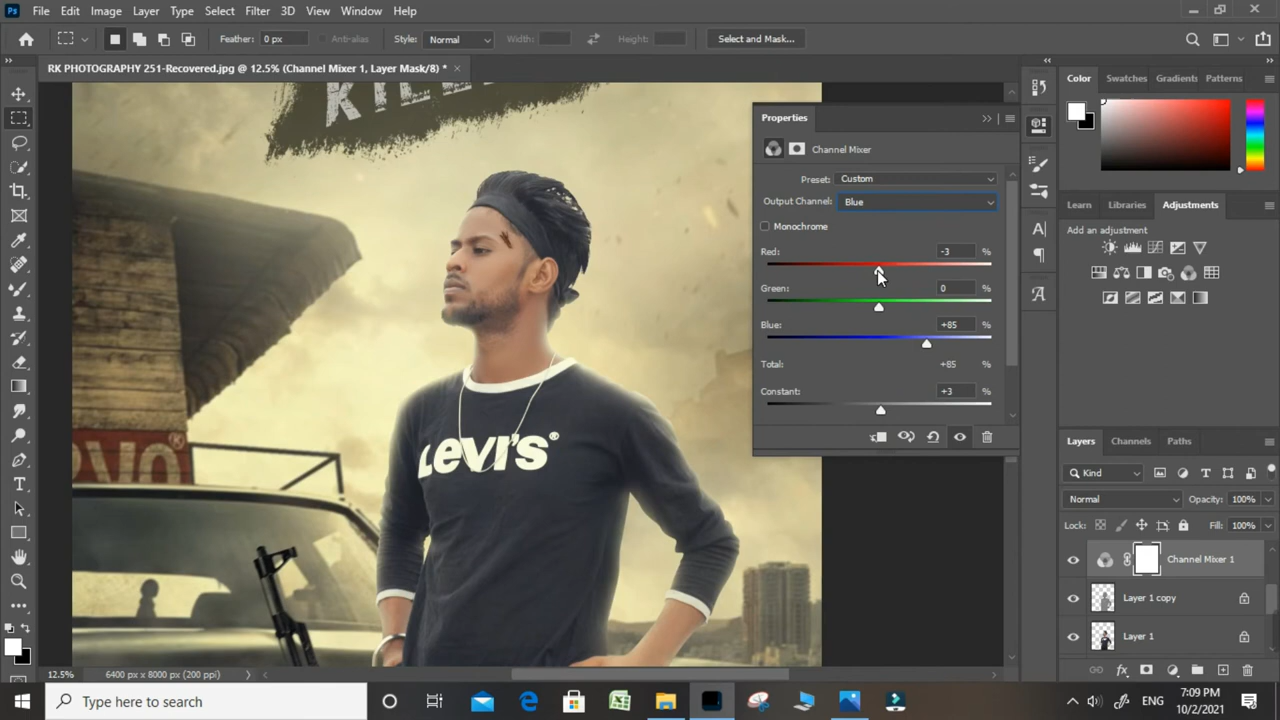 Ps File Edit Image Layer Type Select Filter 3D View Window Help
Feather: 0 px Anti-alias Style: Normal Width: Height: Select and Mask...
RK PHOTOGRAPHY 251-Recovered.jpg @ 12.5% (Channel Mixer 1, Layer Mask/8) * ×
Levi's®
12.5% 6400 px x 8000 px (200 ppi)
Properties
Channel Mixer
Preset: Custom
Output Channel: Blue
Monochrome
Red: -3 %
Green: 0 %
Blue: +85 %
Total: +85 %
Constant: +3 %
Color Swatches Gradients Patterns
Learn Libraries Adjustments
Add an adjustment
Layers Channels Paths
Kind
Normal Opacity: 100%
Lock: Fill: 100%
Channel Mixer 1
Layer 1 copy
Layer 1
Type here to search
ENG
7:09 PM
10/2/2021